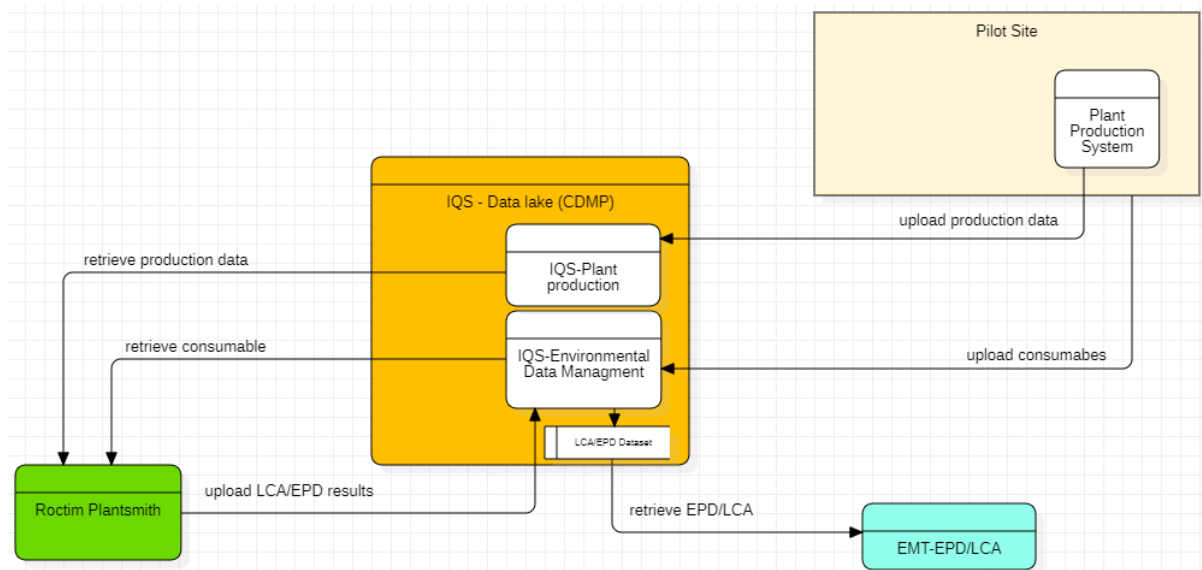 Pilot Site
Plant
Production
System
IQS - Data lake (CDMP)
upload production data
retrieve production data
IQS-Plant
production
retrieve consumable
IQS-Environmental
Data Managment
upload consumabes
LCA/EPD Dataset
upload LCA/EPD results
Roctim Plantsmith
retrieve EPD/LCA
EMT-EPD/LCA